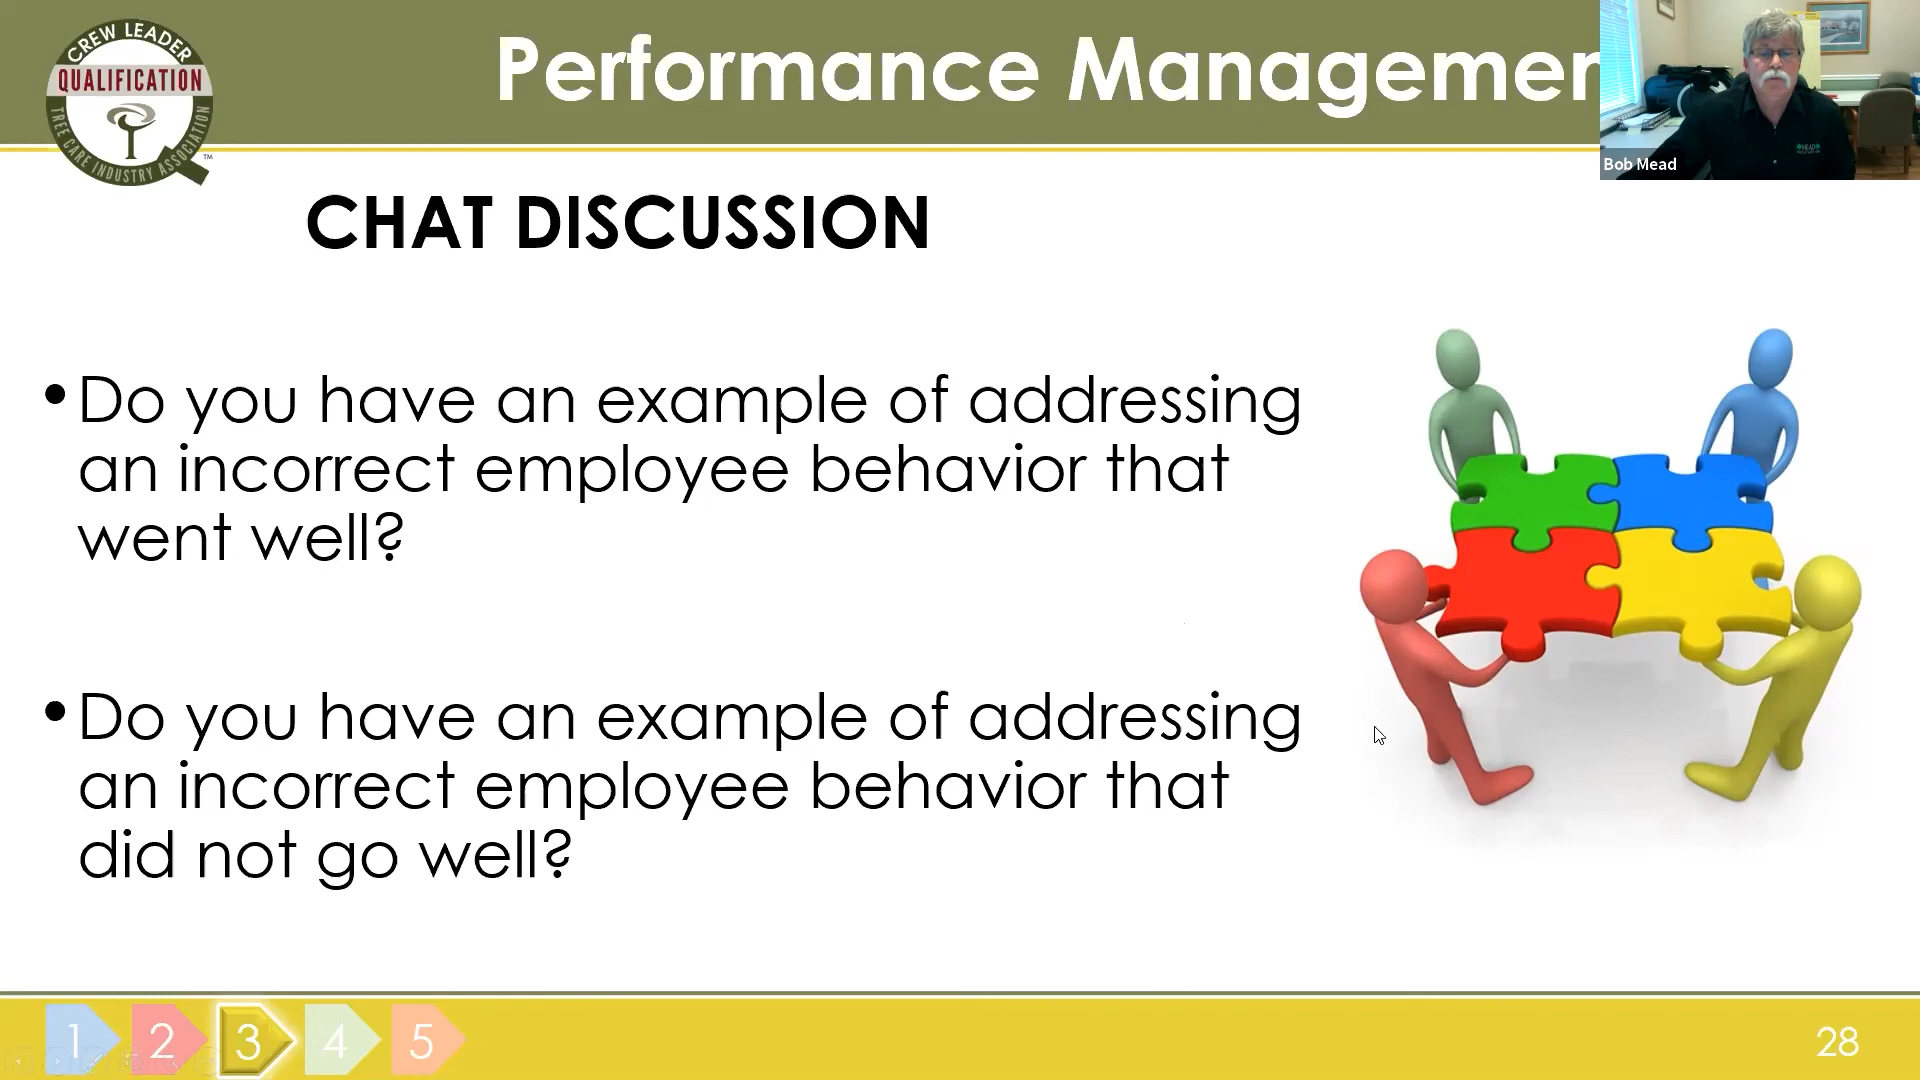 CREW LEADER
QUALIFICATION
TREE CARE INDUSTRY ASSOCIATION
™
Performance Managemen
MEAD
Bob Mead
CHAT DISCUSSION
•Do you have an example of addressing
an incorrect employee behavior that
went well?
•Do you have an example of addressing
an incorrect employee behavior that
did not go well?
1 2 3 4 5
28